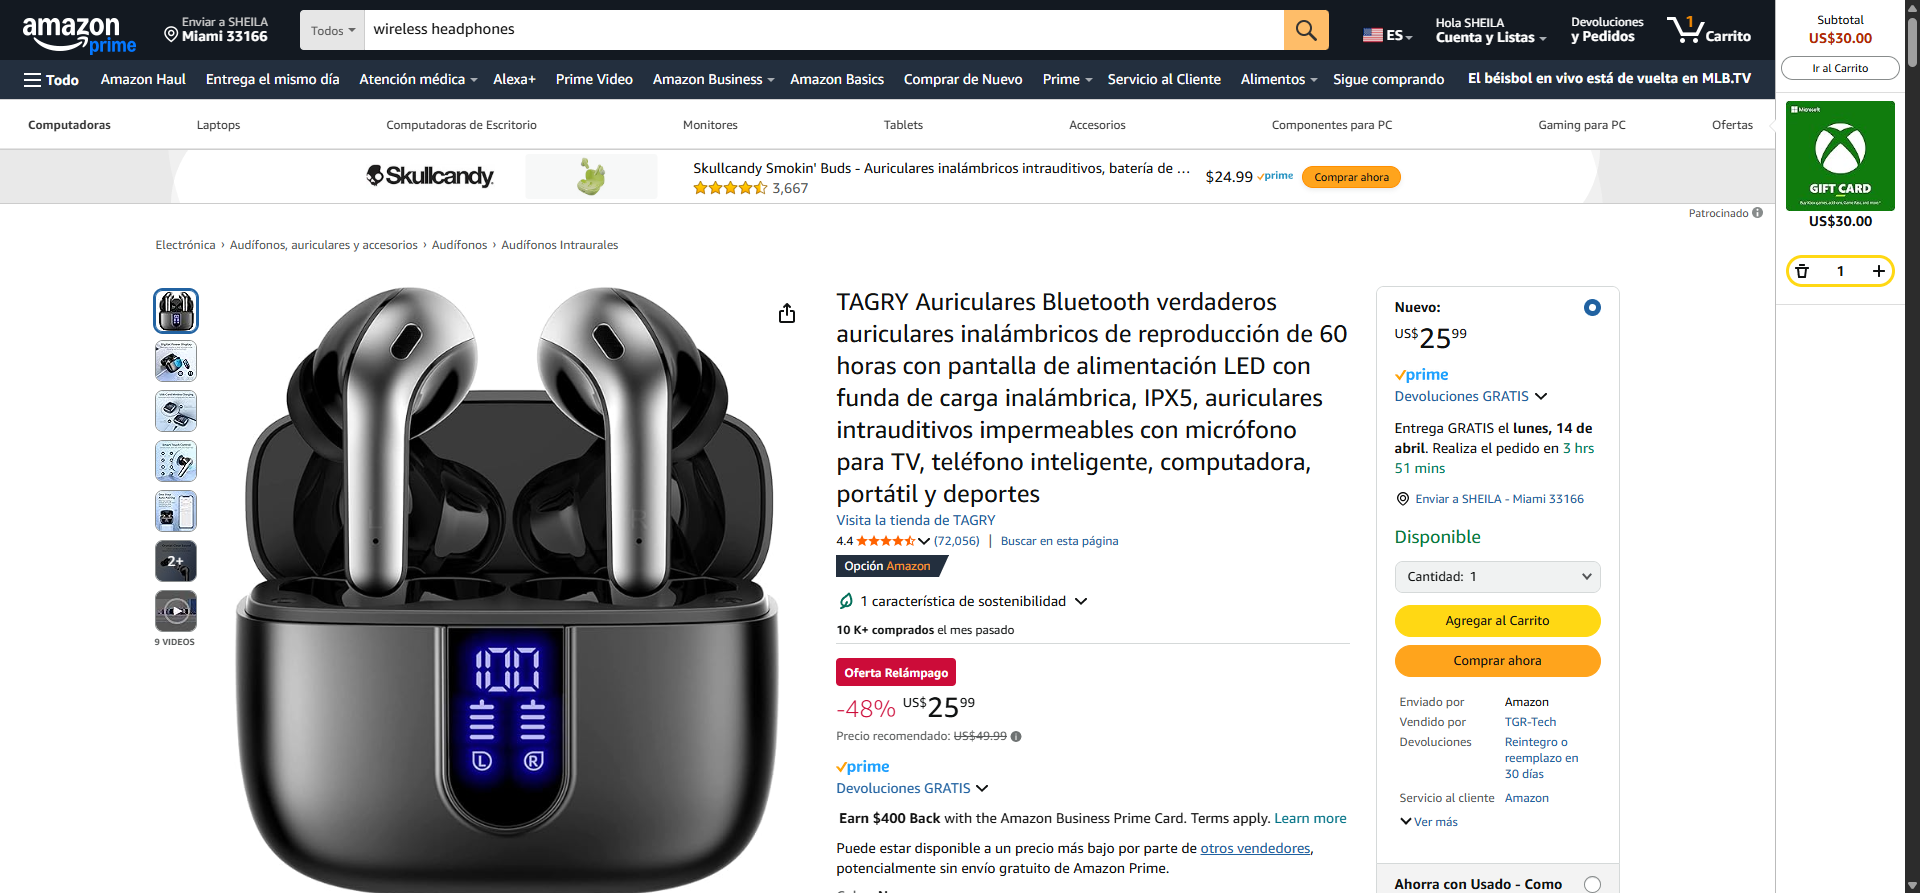 amazon
prime
Enviar a SHEILA
Miami 33166
Todos
wireless headphones
ES
Hola SHEILA
Cuenta y Listas
Devoluciones
y Pedidos
1
Carrito
Todo
Amazon Haul
Entrega el mismo día
Atención médica
Alexa+
Prime Video
Amazon Business
Amazon Basics
Comprar de Nuevo
Prime
Servicio al Cliente
Alimentos
Sigue comprando
El béisbol en vivo está de vuelta en MLB.TV
Computadoras
Laptops
Computadoras de Escritorio
Monitores
Tablets
Accesorios
Componentes para PC
Gaming para PC
Ofertas
Skullcandy
Skullcandy Smokin' Buds - Auriculares inalámbricos intrauditivos, batería de ...
3,667
$24.99 prime
Comprar ahora
Patrocinado
Subtotal
US$30.00
Ir al Carrito
Microsoft
GIFT CARD
US$30.00
1
Electrónica › Audífonos, auriculares y accesorios › Audífonos › Audífonos Intraurales
2+
9 VIDEOS
L
R
100
L R
TAGRY Auriculares Bluetooth verdaderos
auriculares inalámbricos de reproducción de 60
horas con pantalla de alimentación LED con
funda de carga inalámbrica, IPX5, auriculares
intrauditivos impermeables con micrófono
para TV, teléfono inteligente, computadora,
portátil y deportes
Visita la tienda de TAGRY
4.4 (72,056) | Buscar en esta página
Opción Amazon
1 característica de sostenibilidad
10 K+ comprados el mes pasado
Oferta Relámpago
-48% US$25 99
Precio recomendado: US$49.99
prime
Devoluciones GRATIS
Earn $400 Back with the Amazon Business Prime Card. Terms apply. Learn more
Puede estar disponible a un precio más bajo por parte de otros vendedores,
potencialmente sin envío gratuito de Amazon Prime.
Nuevo:
US$25 99
prime
Devoluciones GRATIS
Entrega GRATIS el lunes, 14 de
abril. Realiza el pedido en 3 hrs
51 mins
Enviar a SHEILA - Miami 33166
Disponible
Cantidad: 1
Agregar al Carrito
Comprar ahora
Enviado por Amazon
Vendido por TGR-Tech
Devoluciones Reintegro o
reemplazo en
30 días
Servicio al cliente Amazon
Ver más
Ahorra con Usado - Como